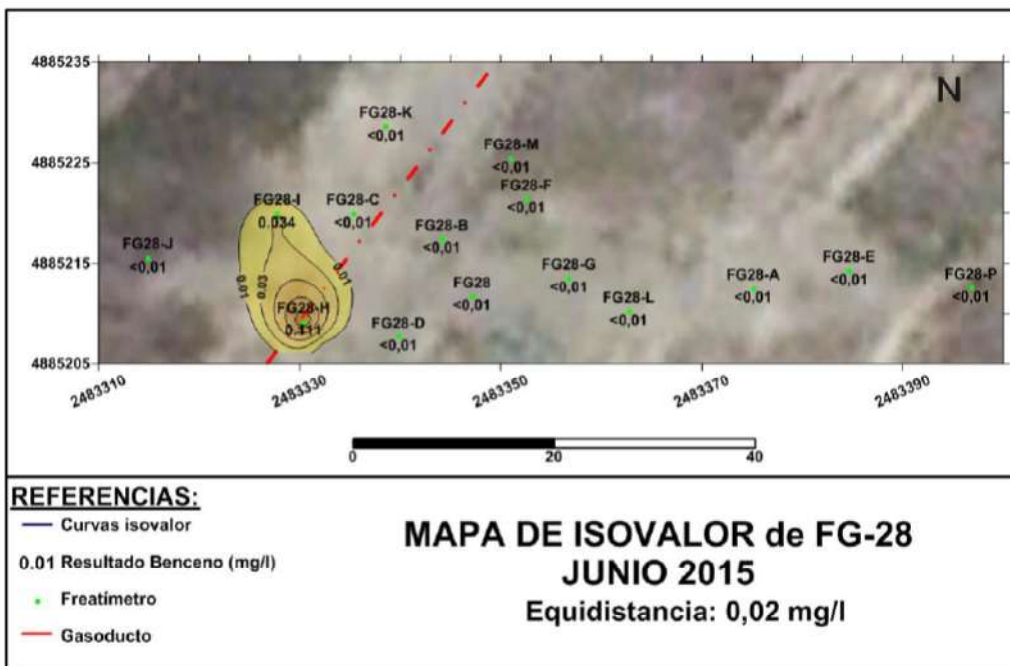 4885235
N
FG28-K
<0,01
FG28-M
<0,01
4885225
FG28-F
<0,01
FG28-I
0.034
FG28-C
<0,01
FG28-B
<0,01
FG28-J
<0,01
4885215
0.01
0.03
0.01
FG28-G
<0,01
FG28-E
<0,01
FG28-A
<0,01
FG28-P
<0,01
FG28
<0,01
FG28-L
<0,01
FG28-H
0.111
FG28-D
<0,01
4885205
2483310
2483330
2483350
2483370
2483390
0
20
40
REFERENCIAS:
Curvas isovalor
0.01 Resultado Benceno (mg/l)
Freatímetro
Gasoducto
MAPA DE ISOVALOR de FG-28
JUNIO 2015
Equidistancia: 0,02 mg/l